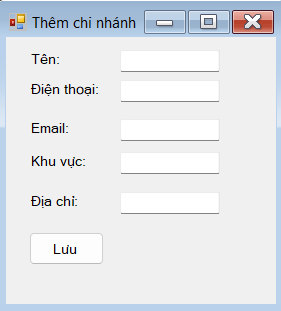 Thêm chi nhánh
Tên:
Điện thoại:
Email:
Khu vực:
Địa chỉ:
Lưu